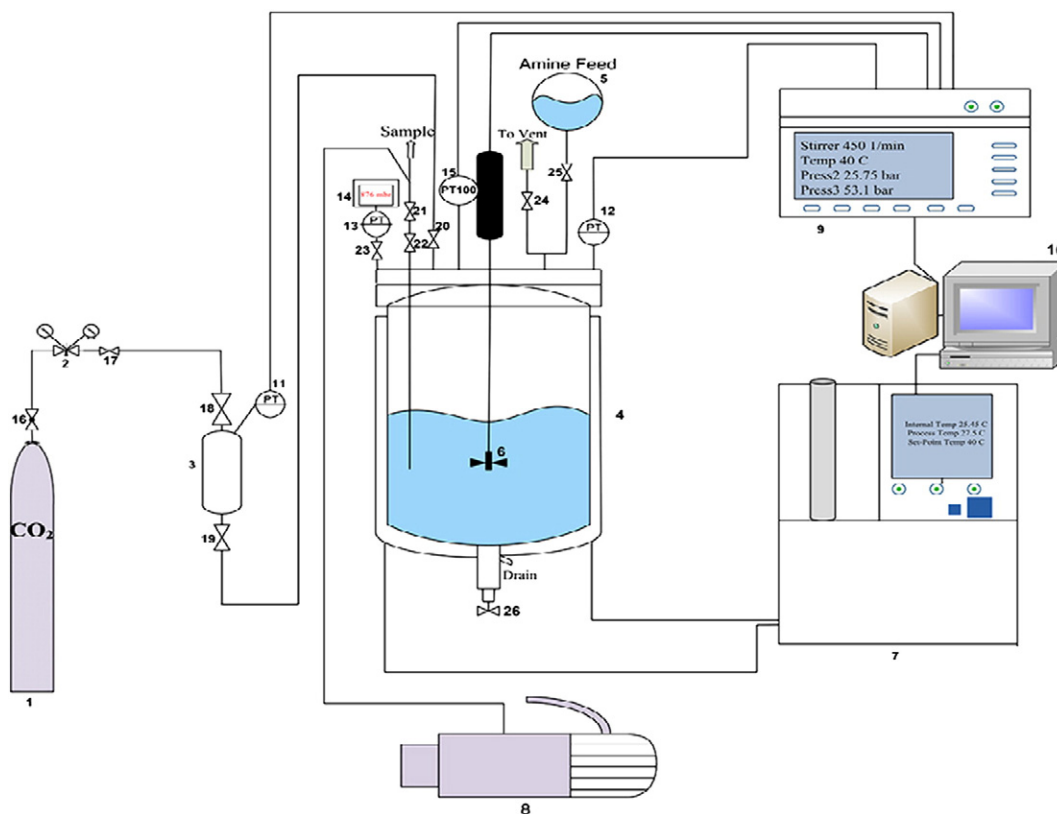 Amine Feed
5
Sample
To Vent
9
Stirrer 450 1/min
Temp 40 C
Press2 25.75 bar
Press3 53.1 bar
10
15
PT100
14
876 mbr
13
PT
21
22
20
23
24
25
12
PT
2
17
11
PT
16
18
3
19
4
6
CO₂
Internal Temp 25.45 C
Process Temp 27.5 C
Set-Point Temp 40 C
Drain
26
1
7
8